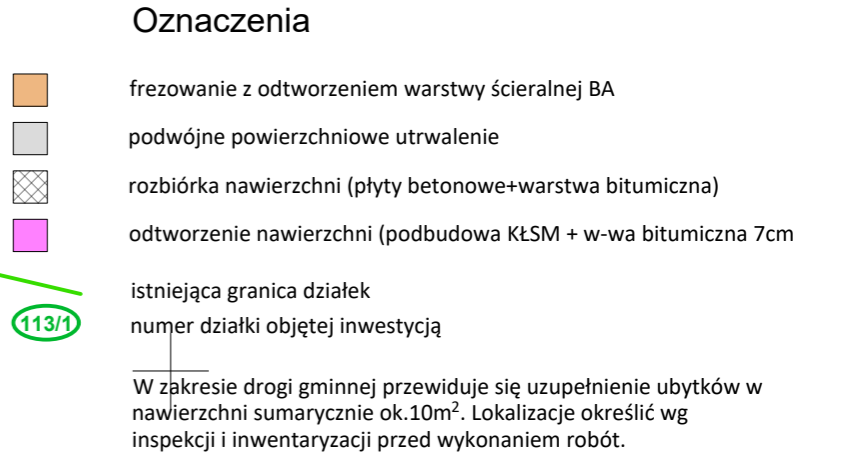 Oznaczenia
frezowanie z odtworzeniem warstwy ścieralnej BA
podwójne powierzchniowe utrwalenie
rozbiórka nawierzchni (płyty betonowe+warstwa bitumiczna)
odtworzenie nawierzchni (podbudowa KŁSM + w-wa bitumiczna 7cm
istniejąca granica działek
113/1
numer działki objętej inwestycją
W zakresie drogi gminnej przewiduje się uzupełnienie ubytków w
nawierzchni sumarycznie ok.10m². Lokalizacje określić wg
inspekcji i inwentaryzacji przed wykonaniem robót.